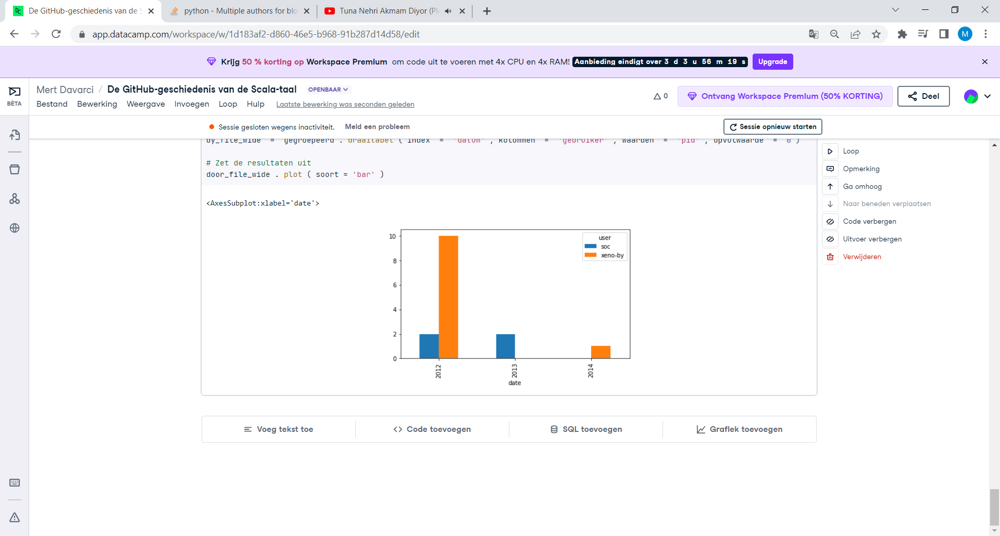 De GitHub-geschiedenis van de S
python - Multiple authors for blo
Tuna Nehri Akmam Diyor (Pl
app.datacamp.com/workspace/w/1d183af2-d860-46e5-b968-91b287d14d58/edit
M
Krijg 50 % korting op Workspace Premium om code uit te voeren met 4x CPU en 4x RAM! Aanbieding eindigt over 3 d 3 u 56 m 19 s Upgrade
BÈTA
Mert Davarci / De GitHub-geschiedenis van de Scala-taal OPENBAAR
Bestand Bewerking Weergave Invoegen Loop Hulp Laatste bewerking was seconden geleden
0
Ontvang Workspace Premium (50% KORTING)
Deel
Sessie gesloten wegens inactiviteit. Meld een probleem
Sessie opnieuw starten
by_file_wide = gegroepeerd . draaitabel ( index = 'datum' , kolommen = 'gebruiker' , waarden = 'pid' , opvulwaarde = 0 )
# Zet de resultaten uit
door_file_wide . plot ( soort = 'bar' )
<AxesSubplot:xlabel='date'>
10
8
6
4
2
0
user
soc
xeno-by
2012
2013
2014
date
Loop
Opmerking
Ga omhoog
Naar beneden verplaatsen
Code verbergen
Uitvoer verbergen
Verwijderen
Voeg tekst toe
Code toevoegen
SQL toevoegen
Grafiek toevoegen